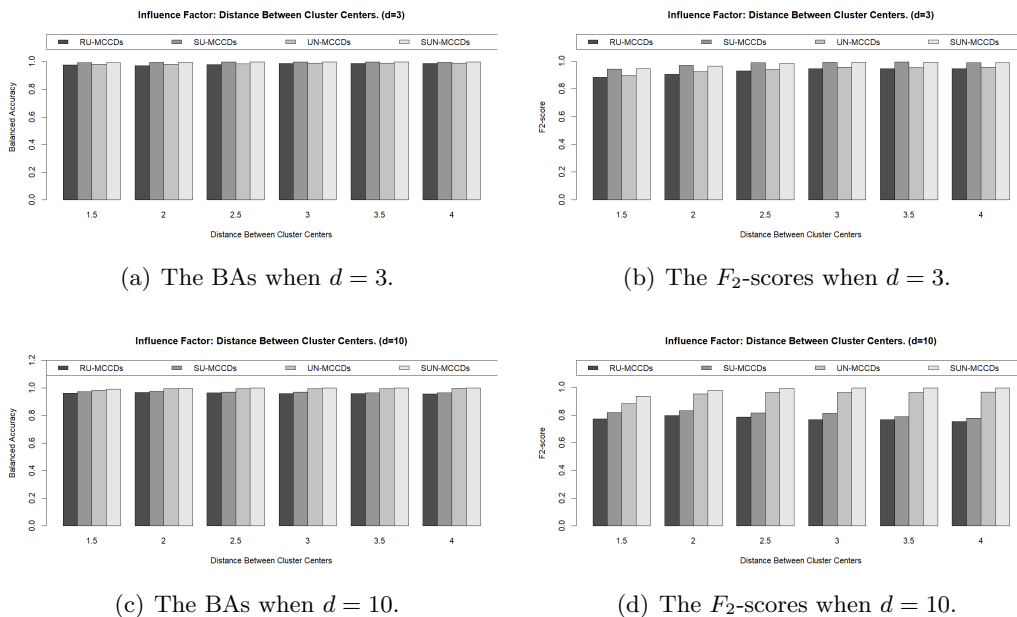 Influence Factor: Distance Between Cluster Centers. (d=3)
RU-MCCDs SU-MCCDs UN-MCCDs SUN-MCCDs
Balanced Accuracy
0.0 0.2 0.4 0.6 0.8 1.0
1.5 2 2.5 3 3.5 4
Distance Between Cluster Centers
(a) The BAs when d = 3.
Influence Factor: Distance Between Cluster Centers. (d=3)
RU-MCCDs SU-MCCDs UN-MCCDs SUN-MCCDs
F2-score
0.0 0.2 0.4 0.6 0.8 1.0
1.5 2 2.5 3 3.5 4
Distance Between Cluster Centers
(b) The F₂-scores when d = 3.
Influence Factor: Distance Between Cluster Centers. (d=10)
RU-MCCDs SU-MCCDs UN-MCCDs SUN-MCCDs
Balanced Accuracy
0.0 0.2 0.4 0.6 0.8 1.0 1.2
1.5 2 2.5 3 3.5 4
Distance Between Cluster Centers
(c) The BAs when d = 10.
Influence Factor: Distance Between Cluster Centers. (d=10)
RU-MCCDs SU-MCCDs UN-MCCDs SUN-MCCDs
F2-score
0.0 0.2 0.4 0.6 0.8 1.0
1.5 2 2.5 3 3.5 4
Distance Between Cluster Centers
(d) The F₂-scores when d = 10.